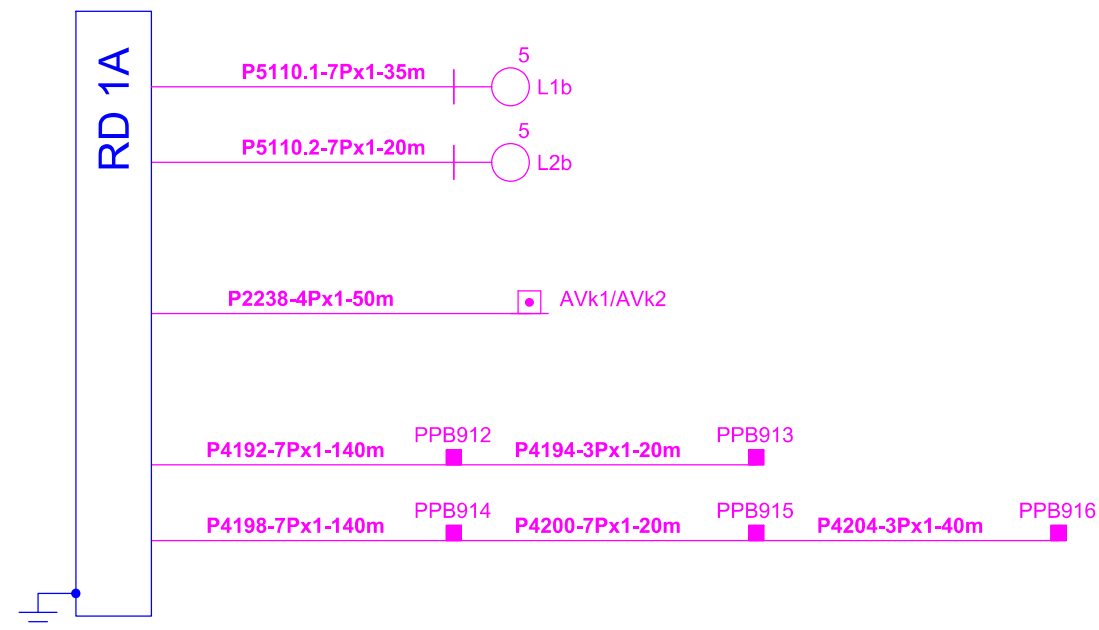 RD 1A
P5110.1-7Px1-35m
5
L1b
P5110.2-7Px1-20m
5
L2b
P2238-4Px1-50m
AVk1/AVk2
P4192-7Px1-140m
PPB912
P4194-3Px1-20m
PPB913
P4198-7Px1-140m
PPB914
P4200-7Px1-20m
PPB915
P4204-3Px1-40m
PPB916